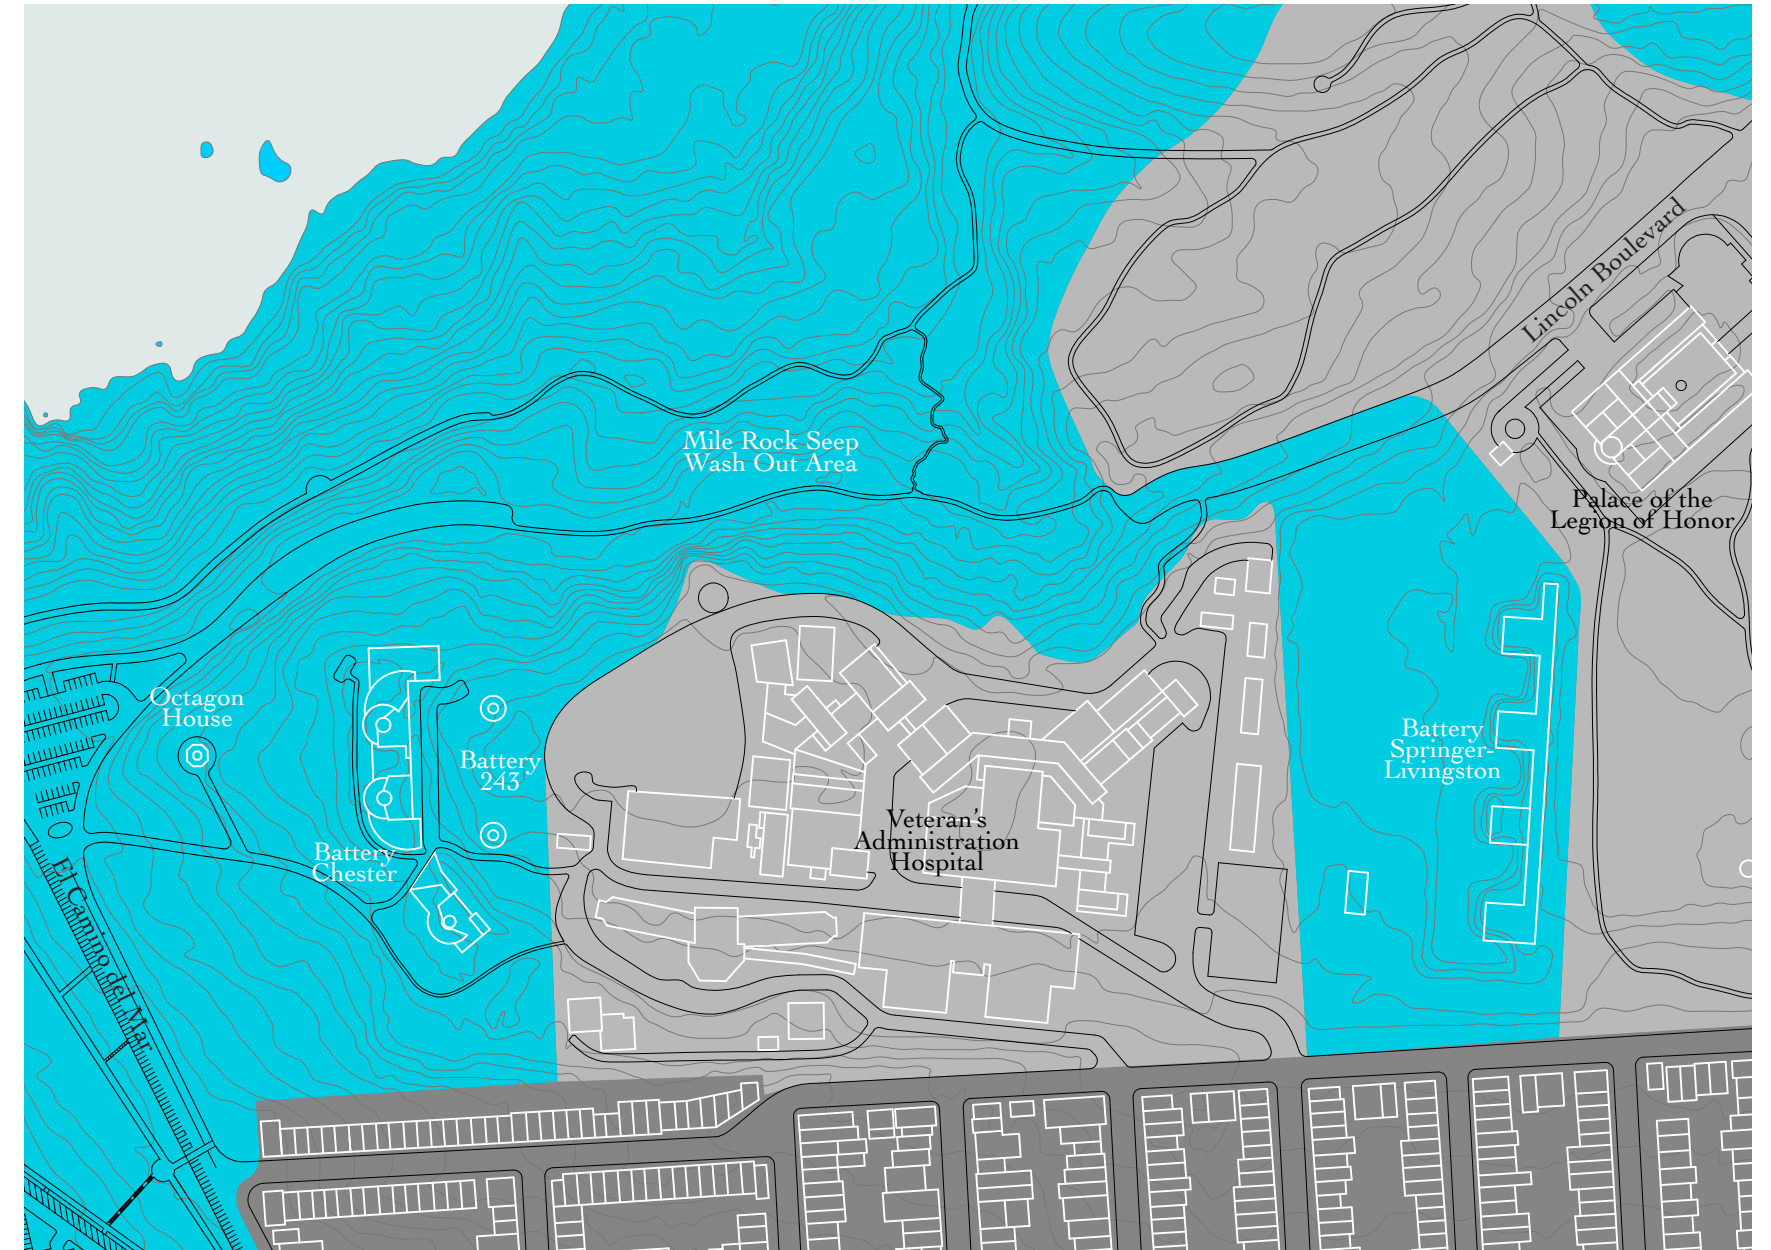 Lincoln Boulevard
Mile Rock Seep
Wash Out Area
Palace of the
Legion of Honor
Octagon
House
Battery
243
Battery
Springer-
Livingston
Veteran's
Administration
Hospital
Battery
Chester
El Camino del Mar